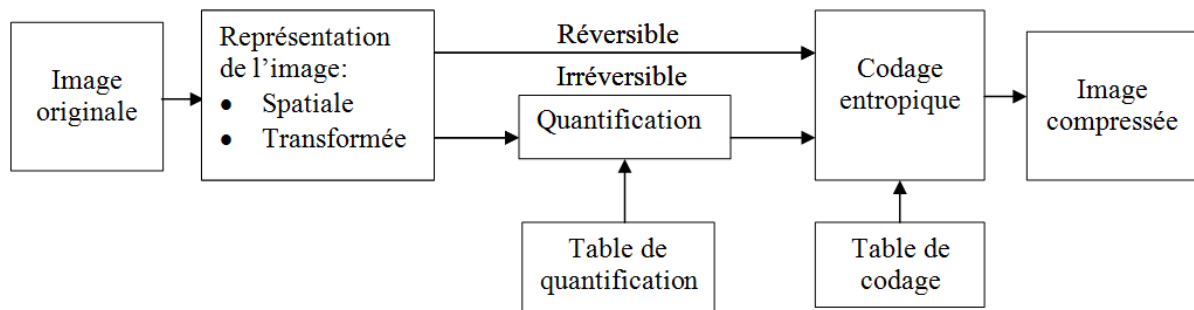 Image
originale
Représentation
de l’image:
• Spatiale
• Transformée
Réversible
Irréversible
Quantification
Table de
quantification
Codage
entropique
Table de
codage
Image
compressée